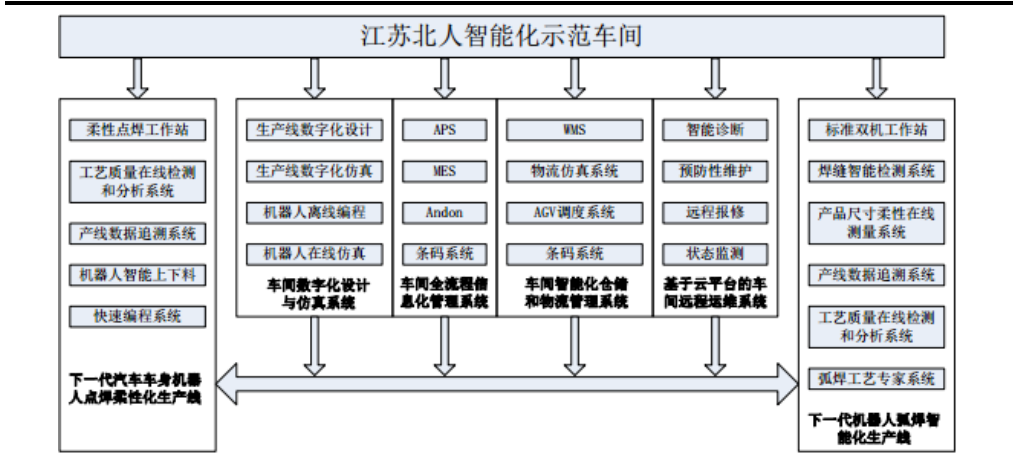 江苏北人智能化示范车间
柔性点焊工作站
工艺质量在线检测
和分析系统
产线数据追溯系统
机器人智能上下料
快速编程系统
下一代汽车车身机器
人点焊柔性化生产线
生产线数字化设计
生产线数字化仿真
机器人离线编程
机器人在线仿真
车间数字化设计
与仿真系统
APS
MES
Andon
条码系统
车间全流程信
息化管理系统
WMS
物流仿真系统
AGV调度系统
条码系统
车间智能化仓储
和物流管理系统
智能诊断
预防性维护
远程报修
状态监测
基于云平台的车
间远程运维系统
标准双机工作站
焊缝智能检测系统
产品尺寸柔性在线
测量系统
产线数据追溯系统
工艺质量在线检测
和分析系统
弧焊工艺专家系统
下一代机器人弧焊智
能化生产线